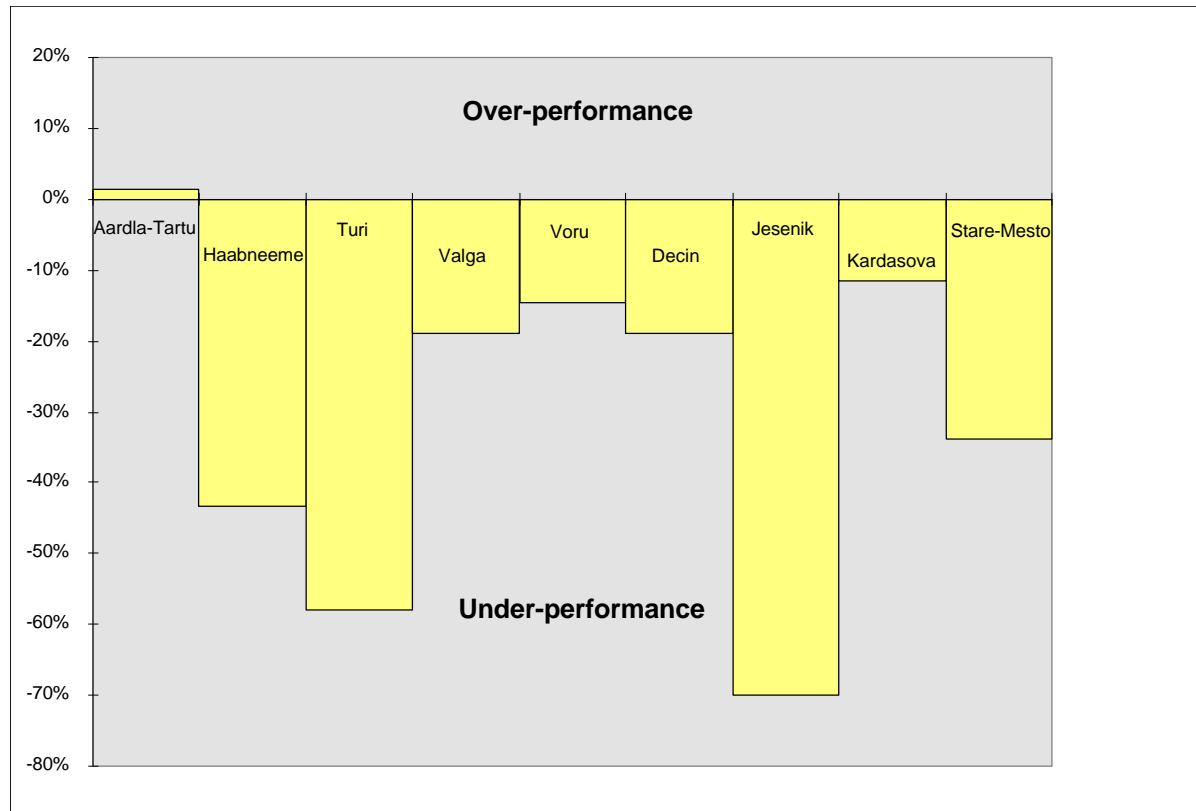 20%
Over-performance
10%
0%
Aardla-Tartu
Haabneeme
Turi
Valga
Voru
Decin
Jesenik
Kardasova
Stare-Mesto
-10%
-20%
-30%
-40%
-50%
Under-performance
-60%
-70%
-80%